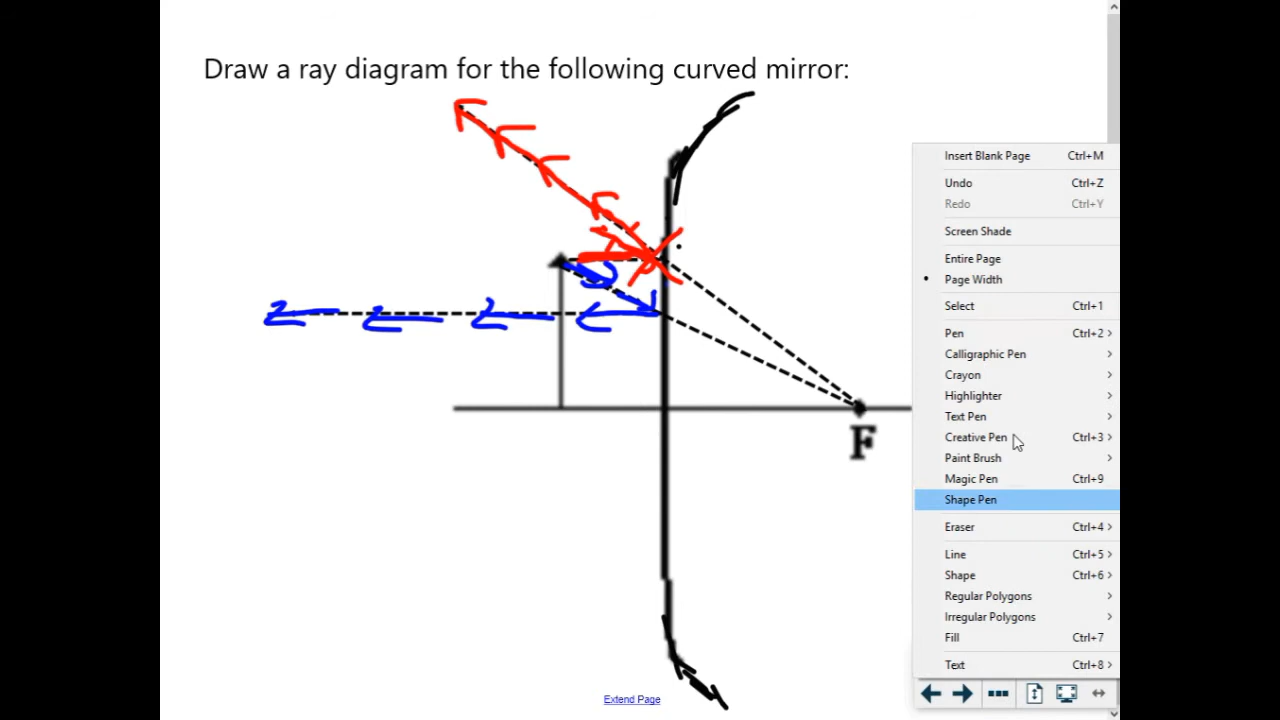 Draw a ray diagram for the following curved mirror:
F
Insert Blank Page Ctrl+M
Undo Ctrl+Z
Redo Ctrl+Y
Screen Shade
Entire Page
Page Width
Select Ctrl+1
Pen Ctrl+2
Calligraphic Pen
Crayon
Highlighter
Text Pen
Creative Pen Ctrl+3
Paint Brush
Magic Pen Ctrl+9
Shape Pen
Eraser Ctrl+4
Line Ctrl+5
Shape Ctrl+6
Regular Polygons
Irregular Polygons
Fill Ctrl+7
Text Ctrl+8
Extend Page